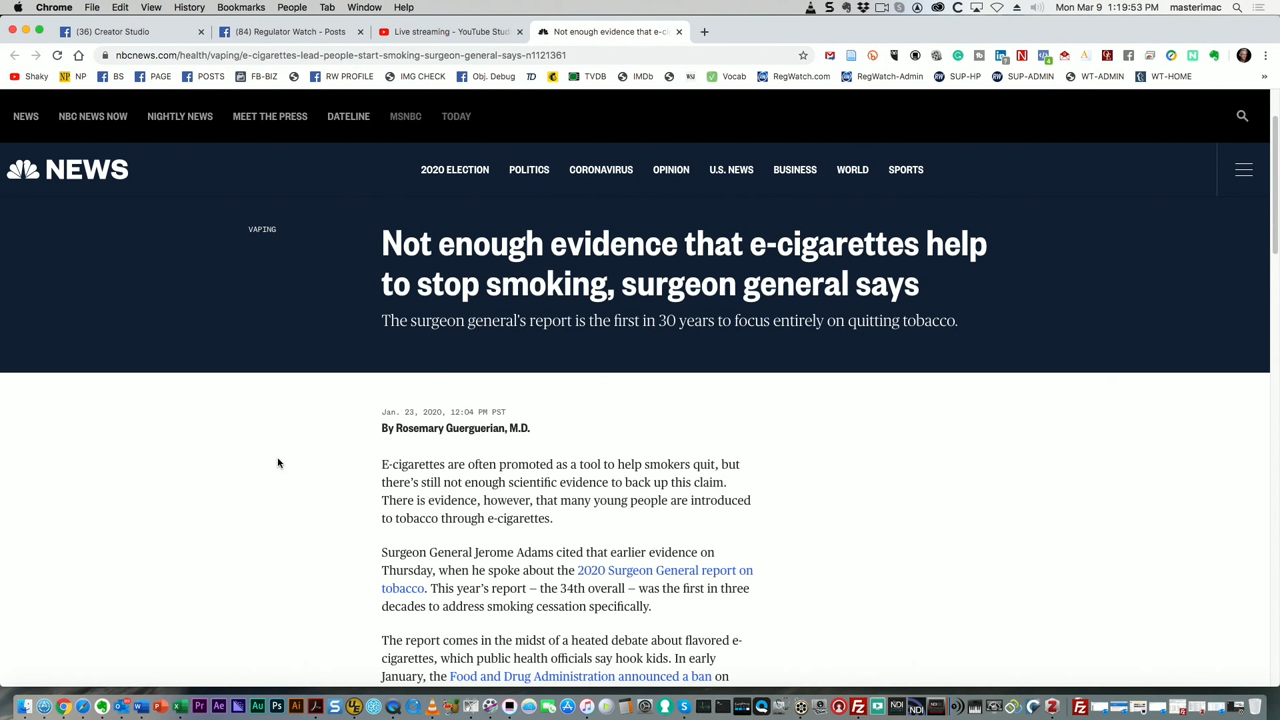 Chrome File Edit View History Bookmarks People Tab Window Help
Mon Mar 9 1:19:53 PM masterimac
(36) Creator Studio
(84) Regulator Watch - Posts
Live streaming - YouTube Stud
Not enough evidence that e-ci
nbcnews.com/health/vaping/e-cigarettes-lead-people-start-smoking-surgeon-general-says-n1121361
Shaky NP BS PAGE POSTS FB-BIZ RW PROFILE IMG CHECK Obj. Debug TD TVDB IMDb Vocab RegWatch.com RegWatch-Admin SUP-HP SUP-ADMIN WT-ADMIN WT-HOME »
NEWS NBC NEWS NOW NIGHTLY NEWS MEET THE PRESS DATELINE MSNBC TODAY
NEWS
2020 ELECTION POLITICS CORONAVIRUS OPINION U.S. NEWS BUSINESS WORLD SPORTS
VAPING
Not enough evidence that e-cigarettes help
to stop smoking, surgeon general says
The surgeon general's report is the first in 30 years to focus entirely on quitting tobacco.
Jan. 23, 2020, 12:04 PM PST
By Rosemary Guerguerian, M.D.
E-cigarettes are often promoted as a tool to help smokers quit, but
there's still not enough scientific evidence to back up this claim.
There is evidence, however, that many young people are introduced
to tobacco through e-cigarettes.
Surgeon General Jerome Adams cited that earlier evidence on
Thursday, when he spoke about the 2020 Surgeon General report on
tobacco. This year's report — the 34th overall — was the first in three
decades to address smoking cessation specifically.
The report comes in the midst of a heated debate about flavored e-
cigarettes, which public health officials say hook kids. In early
January, the Food and Drug Administration announced a ban on